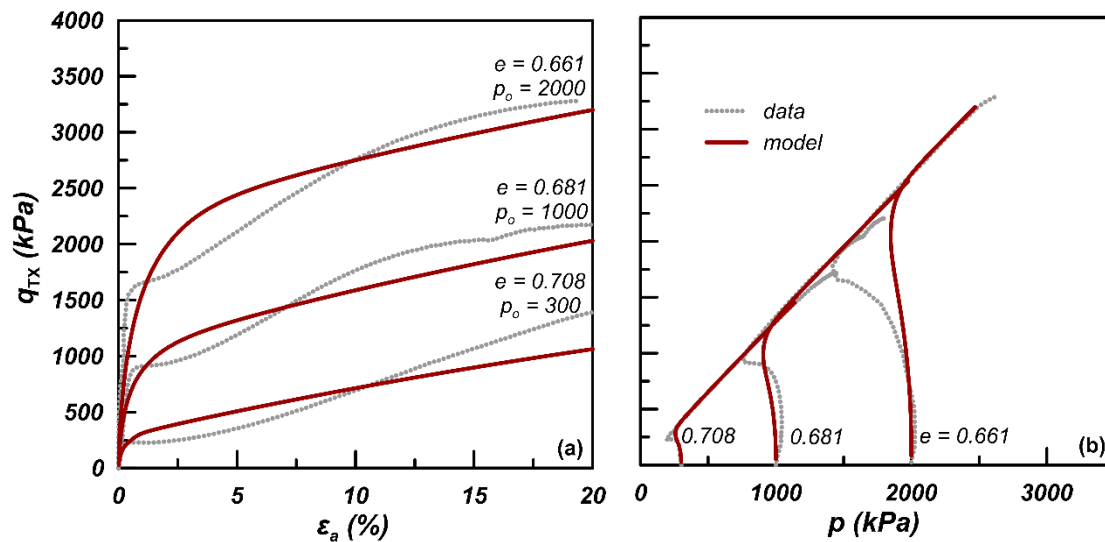 4000
3500
3000
2500
2000
1500
1000
500
0
q_TX (kPa)
e = 0.661
p_o = 2000
e = 0.681
p_o = 1000
e = 0.708
p_o = 300
(a)
0 5 10 15 20
ε_a (%)
data
model
0.708 0.681 e = 0.661 (b)
0 1000 2000 3000
p (kPa)